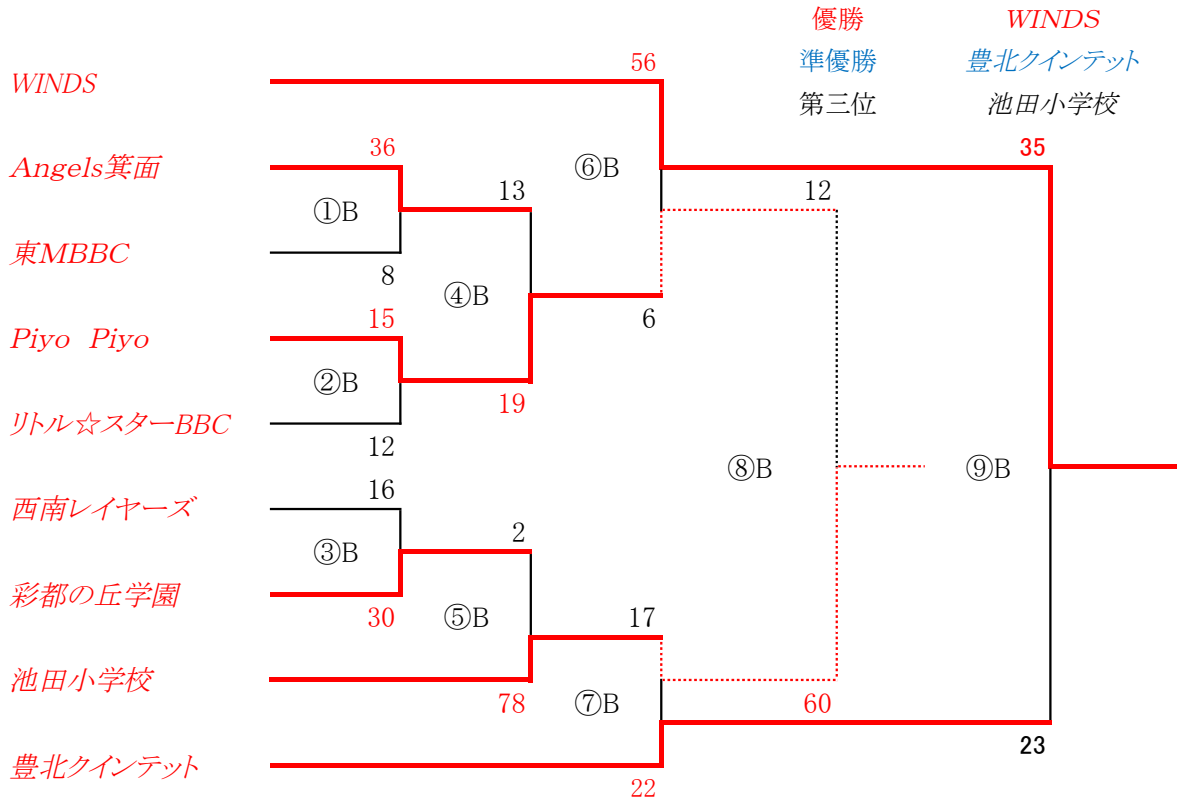 優勝 WINDS
56
準優勝 豊北クインテット
WINDS
第三位 池田小学校
36
35
Angels箕面
⑥B
13
12
①B
東MBBC
8
④B
15
6
Piyo Piyo
②B
19
リトル☆スターBBC
12
⑧B
⑨B
16
西南レイヤーズ
2
③B
彩都の丘学園
30
⑤B
17
池田小学校
78
⑦B
60
23
豊北クインテット
22